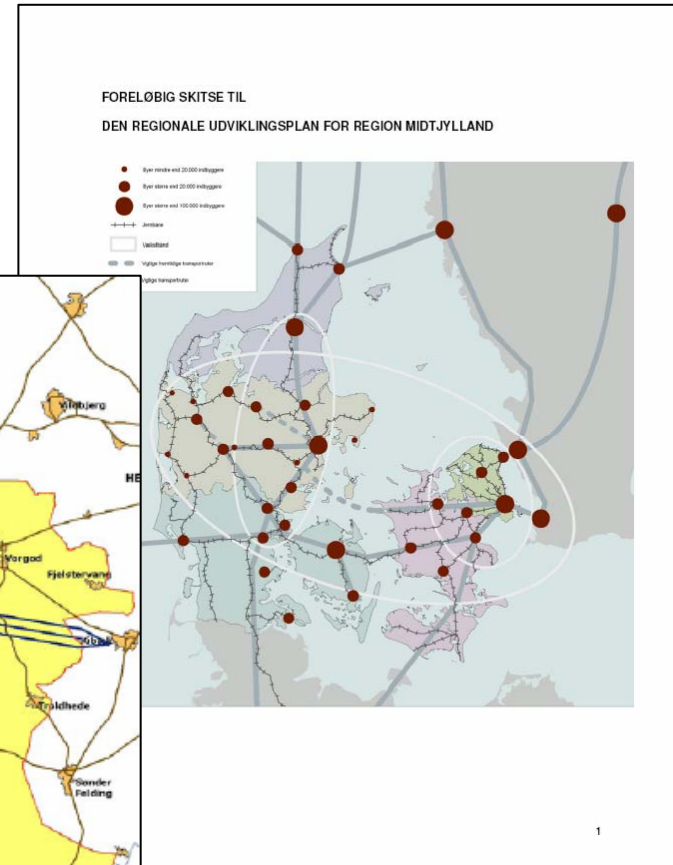 FORELØBIG SKITSE TIL
DEN REGIONALE UDVIKLINGSPLAN FOR REGION MIDTJYLLAND
Byer mindre end 20.000 indbyggere
Byer større end 20.000 indbyggere
Byer større end 100.000 indbyggere
Jernbane
Vækstbånd
Vigtige fremtidige transportruter
Vigtige transportruter
Vildbjerg
HE
Vorgod
Fjelstervang
Troldhede
Sønder
Felding
1